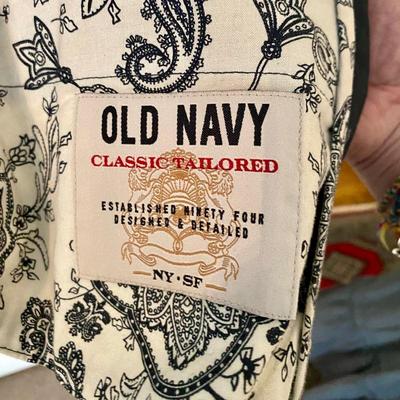 OLD NAVY
CLASSIC TAILORED
ESTABLISHED NINETY FOUR
DESIGNED & DETAILED
NY·SF